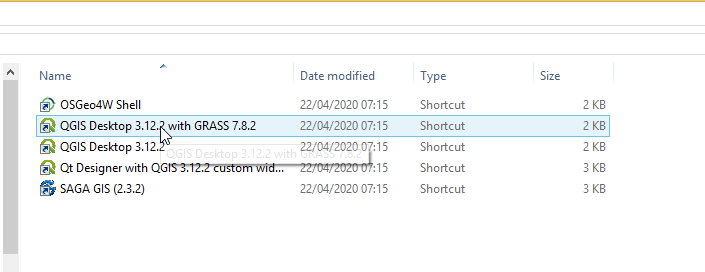 Name Date modified Type Size
OSGeo4W Shell 22/04/2020 07:15 Shortcut 2 KB
QGIS Desktop 3.12.2 with GRASS 7.8.2 22/04/2020 07:15 Shortcut 2 KB
QGIS Desktop 3.12.2 22/04/2020 07:15 Shortcut 2 KB
QGIS Desktop 3.12.2 with GRASS 7.8.2
Qt Designer with QGIS 3.12.2 custom wid... 22/04/2020 07:15 Shortcut 3 KB
SAGA GIS (2.3.2) 22/04/2020 07:15 Shortcut 3 KB